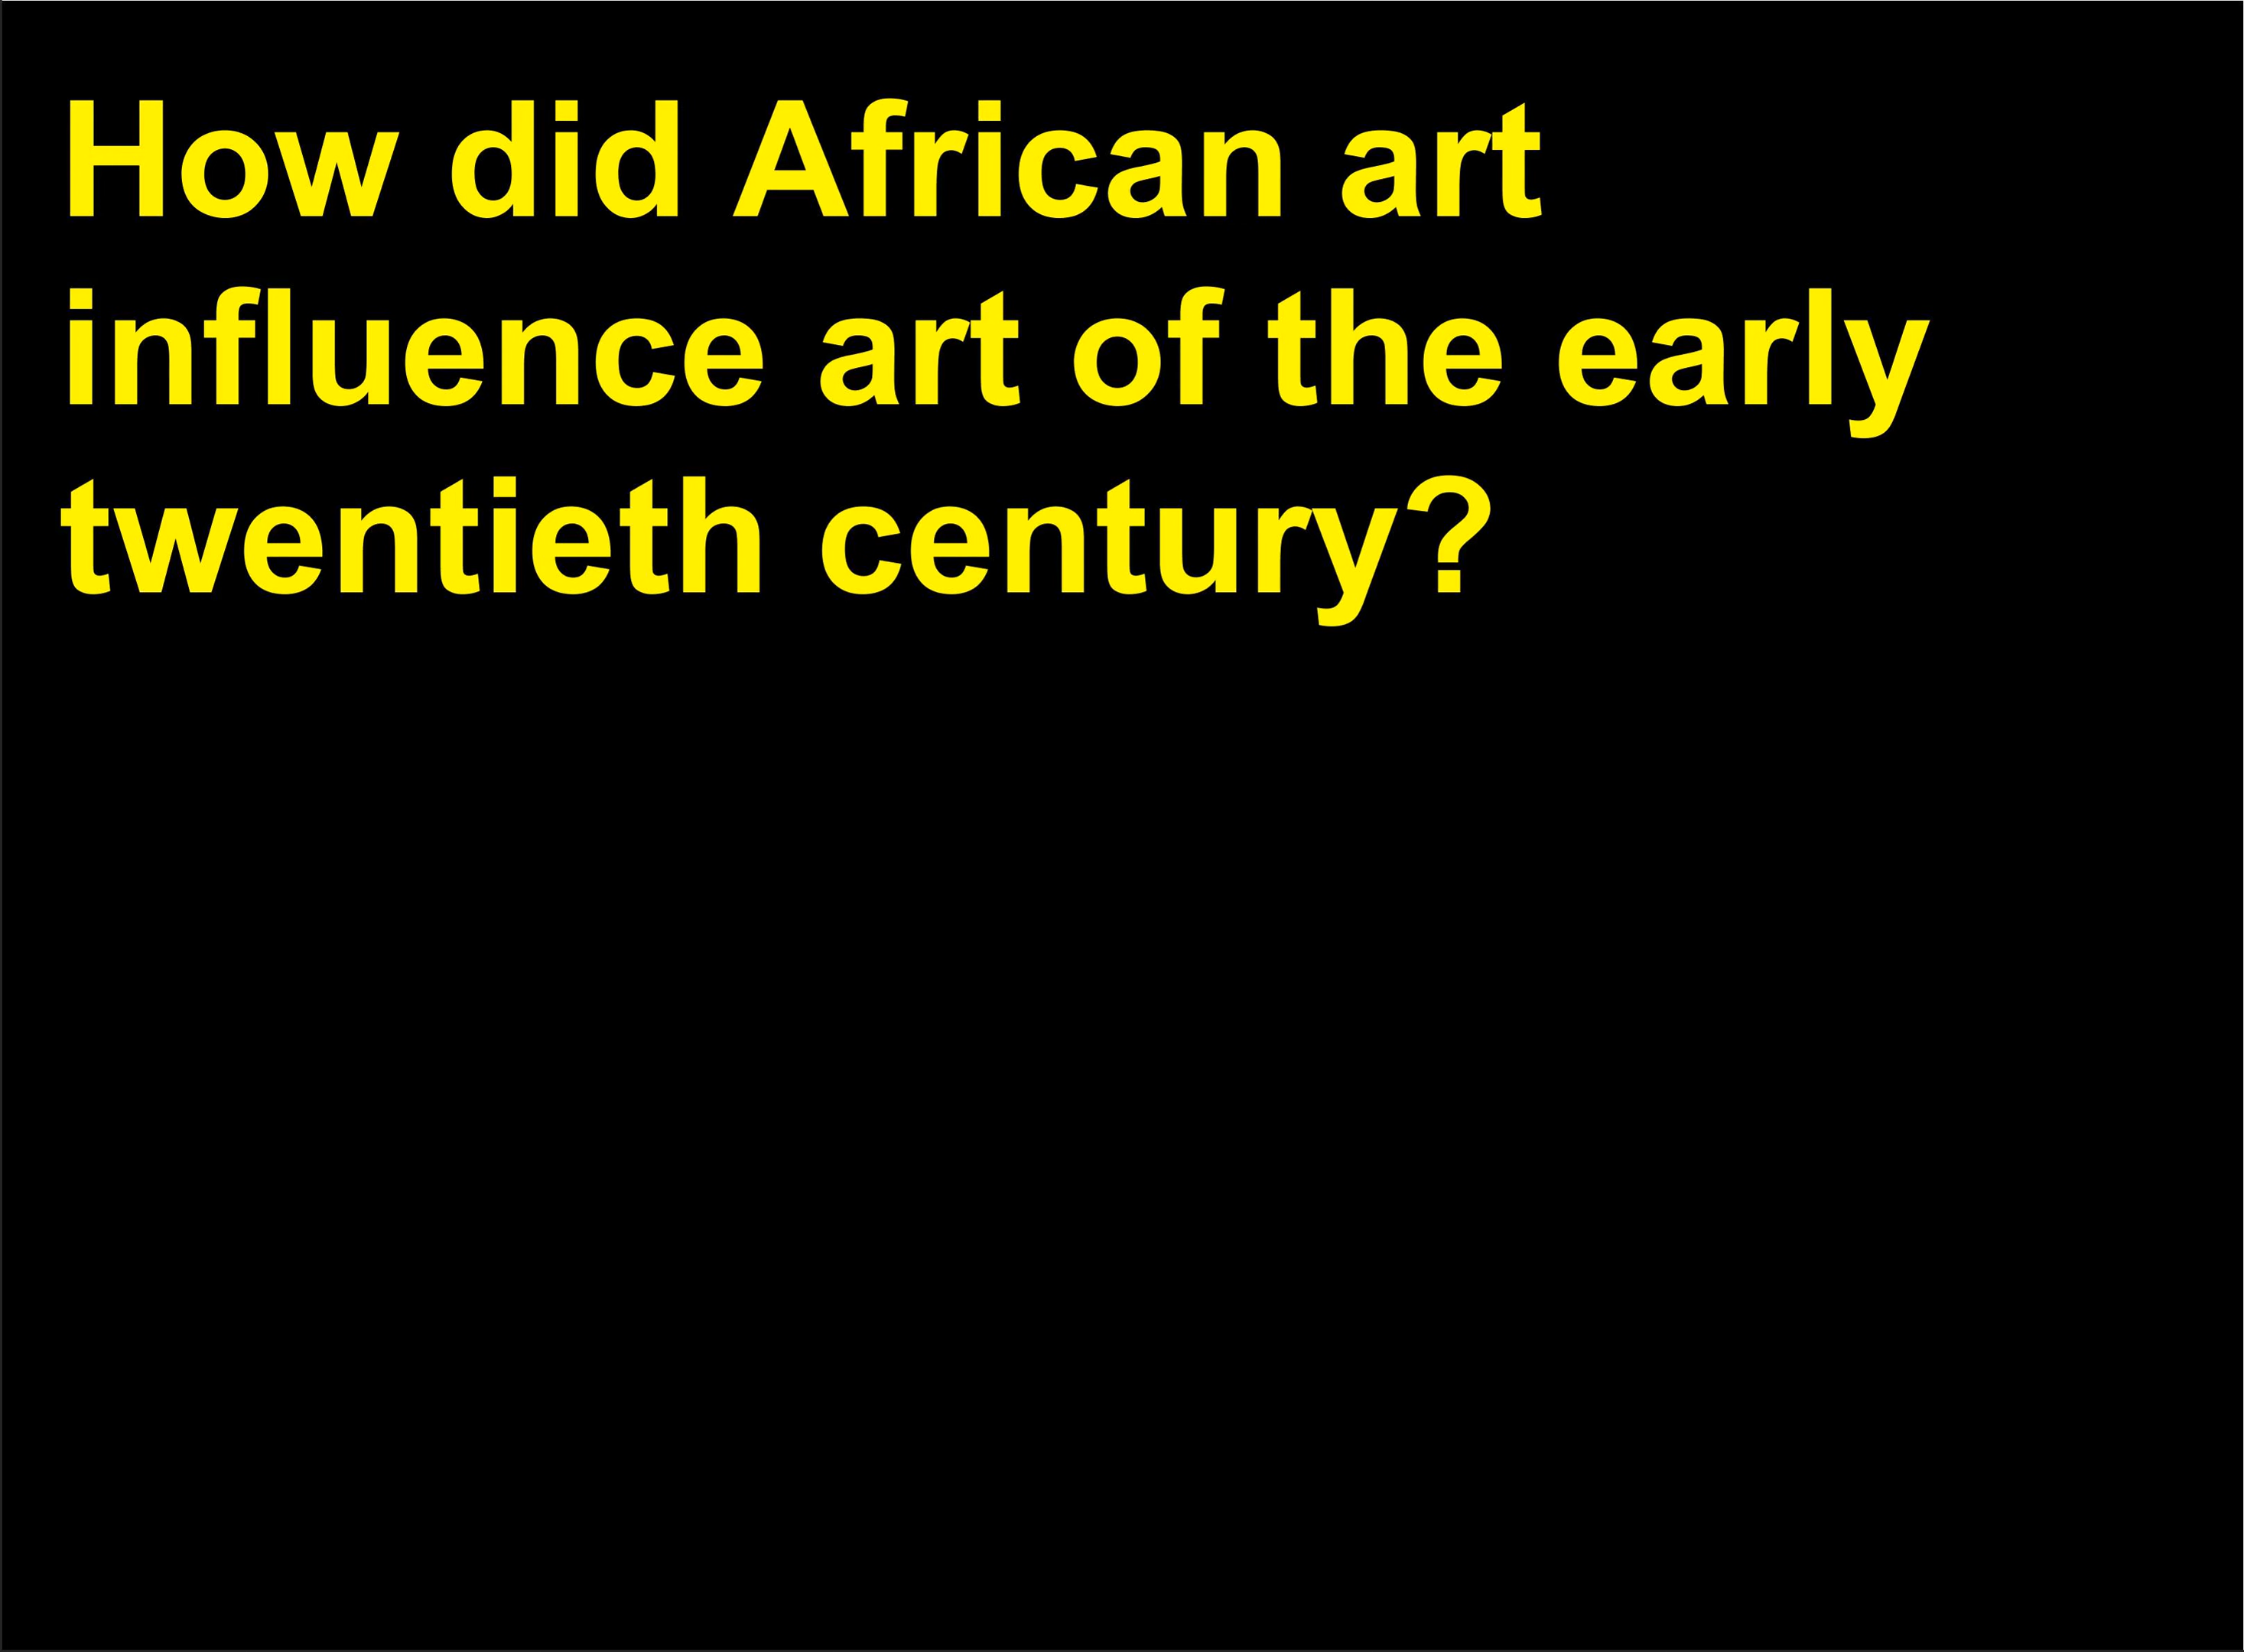 How did African art
influence art of the early
twentieth century?